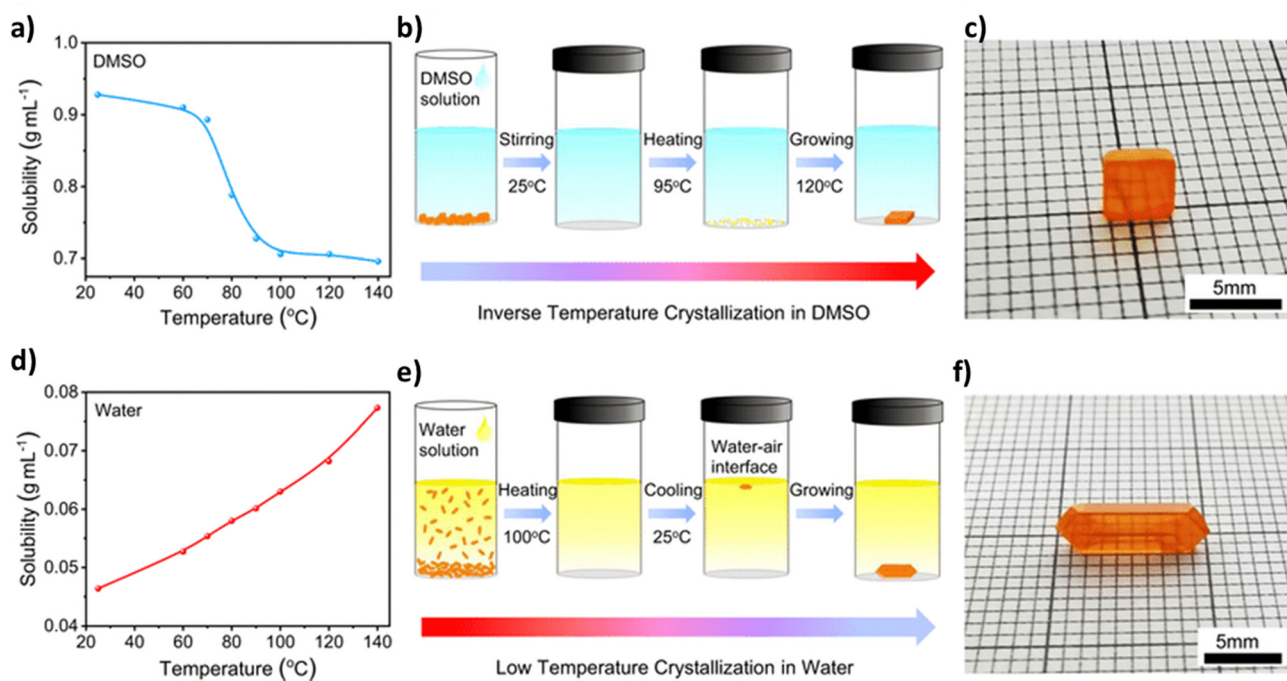 a)
DMSO
Solubility (g mL⁻¹)
1.0
0.9
0.8
0.7
20 40 60 80 100 120 140
Temperature (°C)
b)
DMSO
solution
Stirring
25°C
Heating
95°C
Growing
120°C
Inverse Temperature Crystallization in DMSO
c)
5mm
d)
Water
Solubility (g mL⁻¹)
0.08
0.07
0.06
0.05
0.04
20 40 60 80 100 120 140
Temperature (°C)
e)
Water
solution
Heating
100°C
Cooling
25°C
Water-air
interface
Growing
Low Temperature Crystallization in Water
f)
5mm